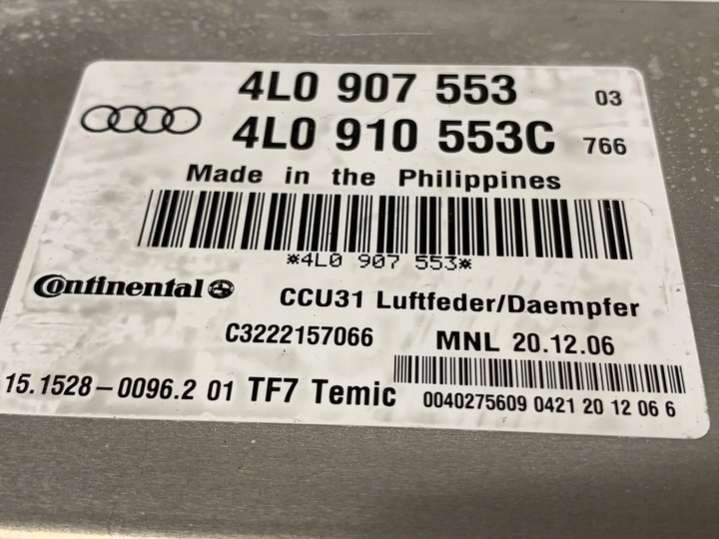 4L0 907 553 03
4L0 910 553C 766
Made in the Philippines
*4L0 907 553*
Continental CCU31 Luftfeder/Daempfer
C3222157066 MNL 20.12.06
15.1528-0096.2 01 TF7 Temic 0040275609 0421 20 12 06 6